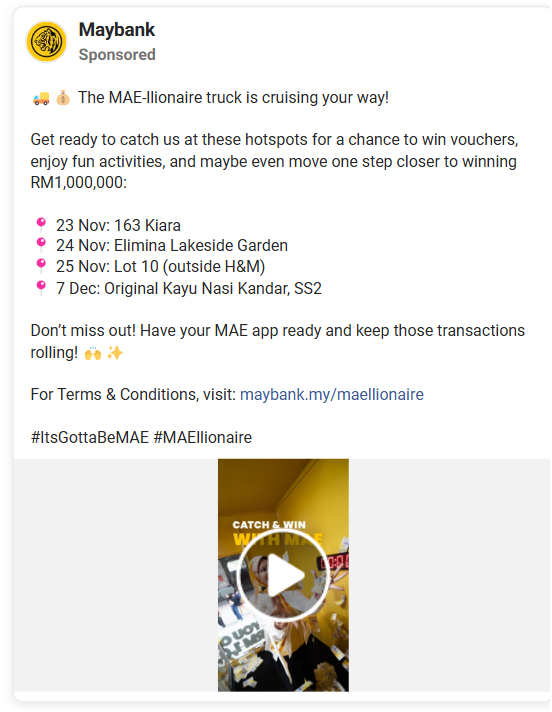 Maybank
Sponsored
🚚 💰 The MAE-llionaire truck is cruising your way!
Get ready to catch us at these hotspots for a chance to win vouchers,
enjoy fun activities, and maybe even move one step closer to winning
RM1,000,000:
📍 23 Nov: 163 Kiara
📍 24 Nov: Elimina Lakeside Garden
📍 25 Nov: Lot 10 (outside H&M)
📍 7 Dec: Original Kayu Nasi Kandar, SS2
Don’t miss out! Have your MAE app ready and keep those transactions
rolling! 🙌 ✨
For Terms & Conditions, visit: maybank.my/maellionaire
#ItsGottaBeMAE #MAEllionaire
CATCH & WIN
WITH MAE